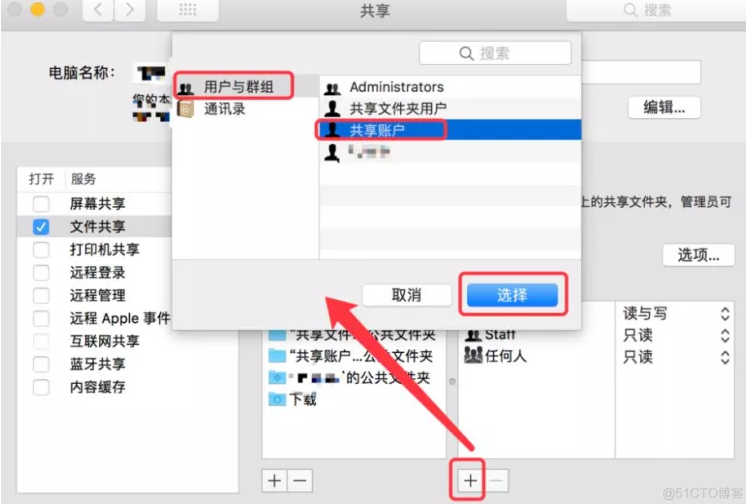 共享
搜索
搜索
电脑名称:
用户与群组
通讯录
Administrators
共享文件夹用户
共享账户
编辑...
打开 服务
屏幕共享
文件共享
打印机共享
远程登录
远程管理
远程 Apple 事件
互联网共享
蓝牙共享
内容缓存
上的共享文件夹，管理员可
选项...
取消
选择
"共享文件...公共文件夹
"共享账户...公共文件夹
'的公共文件夹
下载
读与写
Staff 只读
任何人 只读
@51CTO博客